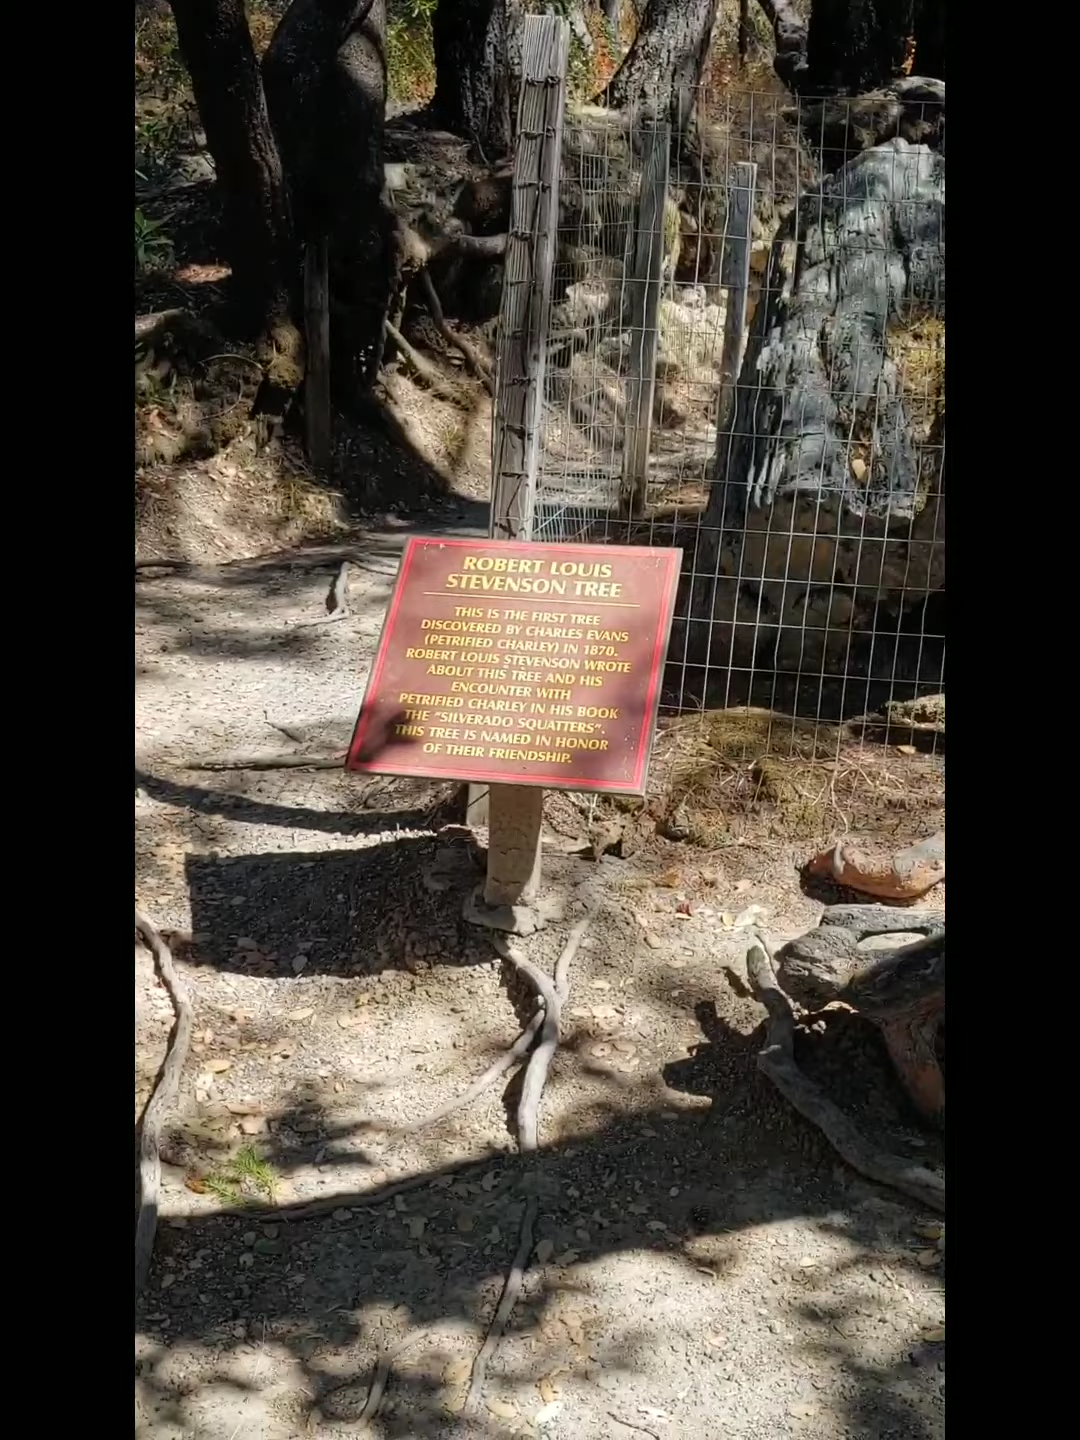 ROBERT LOUIS
STEVENSON TREE
THIS IS THE FIRST TREE
DISCOVERED BY CHARLES EVANS
(PETRIFIED CHARLEY) IN 1870.
ROBERT LOUIS STEVENSON WROTE
ABOUT THIS TREE AND HIS
ENCOUNTER WITH
PETRIFIED CHARLEY IN HIS BOOK
THE "SILVERADO SQUATTERS".
THIS TREE IS NAMED IN HONOR
OF THEIR FRIENDSHIP.